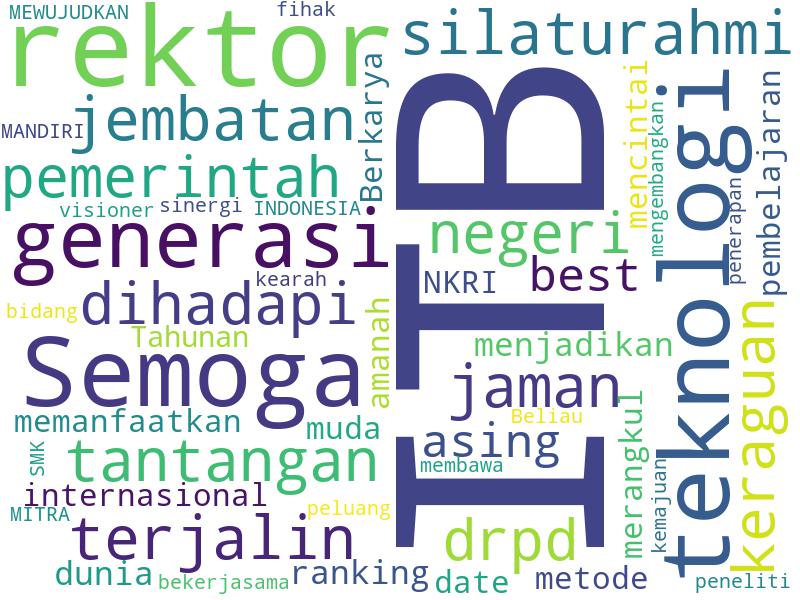 MEWUJUDKAN
fihak
rektor
silaturahmi
jembatan
MANDIRI
Berkarya
pemerintah
visioner
sinergi
INDONESIA
generasi
kearah
bidang
dihadapi
Tahunan
amanah
Semoga
memanfaatkan
muda
SMK
tantangan
internasional
MITRA
peluang
terjalin
dunia
bekerjasama
ranking
ITB
negeri
NKRI
best
menjadikan
jaman
Beliau
asing
membawa
drpd
date
metode
merangkul
kemajuan
mencintai
mengembangkan
teknologi
penerapan
pembelajaran
keraguan
peneliti